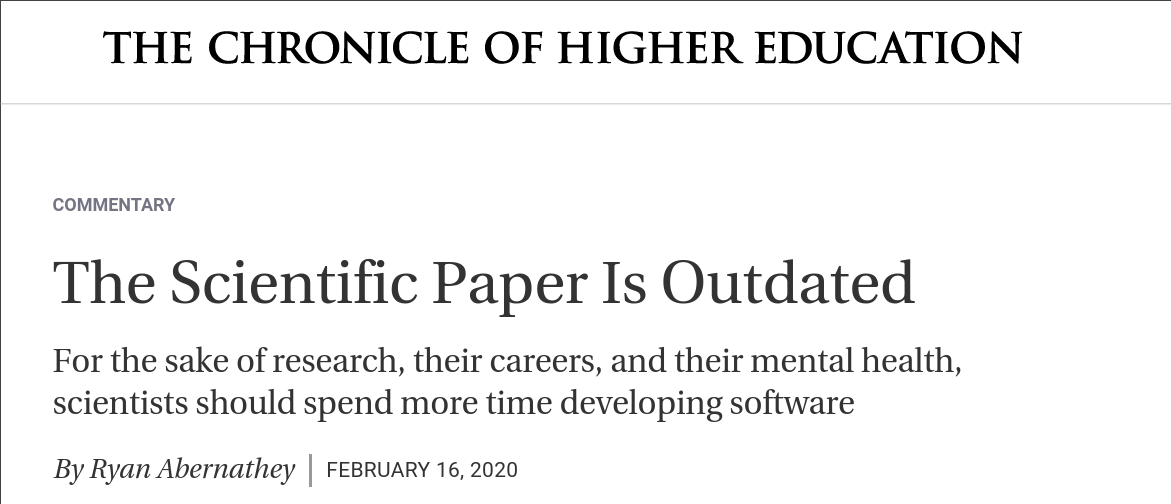 THE CHRONICLE OF HIGHER EDUCATION
COMMENTARY
The Scientific Paper Is Outdated
For the sake of research, their careers, and their mental health,
scientists should spend more time developing software
By Ryan Abernathey | FEBRUARY 16, 2020